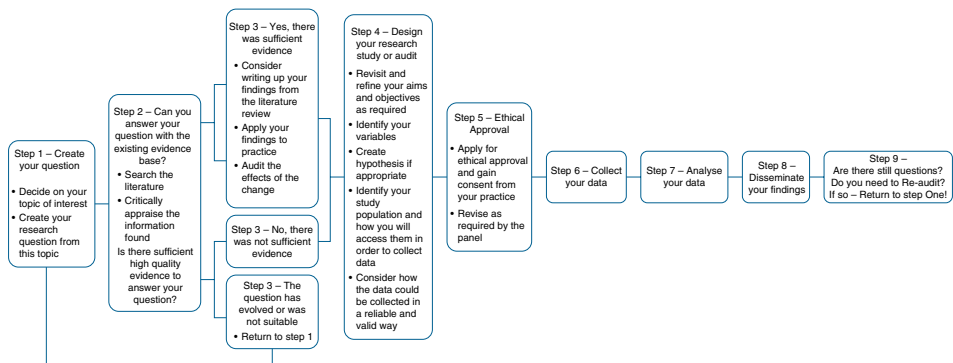 Step 1 – Create
your question
• Decide on your
topic of interest
• Create your
research
question from
this topic
Step 2 – Can you
answer your
question with the
existing evidence
base?
• Search the
literature
• Critically
appraise the
information
found
Is there sufficient
high quality
evidence to
answer your
question?
Step 3 – Yes, there
was sufficient
evidence
• Consider
writing up your
findings from
the literature
review
• Apply your
findings to
practice
• Audit the
effects of the
change
Step 3 – No, there
was not sufficient
evidence
Step 3 – The
question has
evolved or was
not suitable
• Return to step 1
Step 4 – Design
your research
study or audit
• Revisit and
refine your aims
and objectives
as required
• Identify your
variables
• Create
hypothesis if
appropriate
• Identify your
study
population and
how you will
access them in
order to collect
data
• Consider how
the data could
be collected in
a reliable and
valid way
Step 5 – Ethical
Approval
• Apply for
ethical approval
and gain
consent from
your practice
• Revise as
required by the
panel
Step 6 – Collect
your data
Step 7 – Analyse
your data
Step 8 –
Disseminate
your findings
Step 9 –
Are there still questions?
Do you need to Re-audit?
If so – Return to step One!